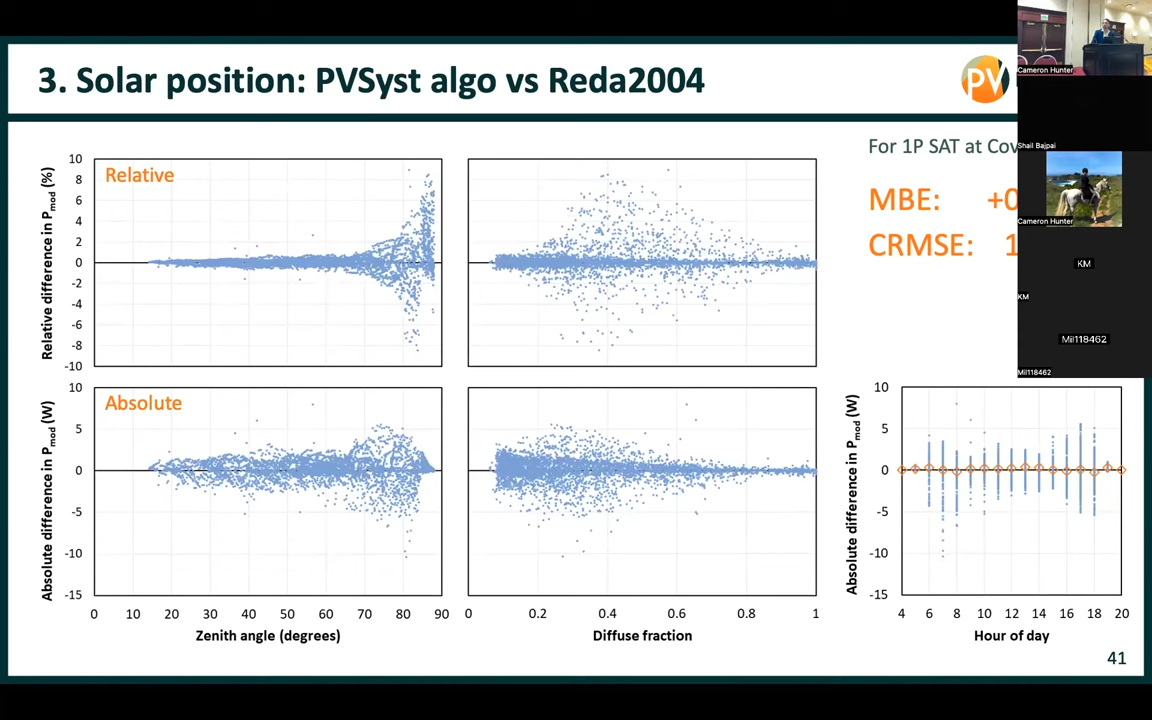 3. Solar position: PVSyst algo vs Reda2004
PV
Cameron Hunter
Shail Bajpai
Cameron Hunter
KM
KM
Mil118462
Mil118462
For 1P SAT at
MBE: +0
CRMSE: 1
Relative
Relative difference in Pmod (%)
10
8
6
4
2
0
-2
-4
-6
-8
-10
Absolute
Absolute difference in Pmod (W)
10
5
0
-5
-10
-15
0 10 20 30 40 50 60 70 80 90
Zenith angle (degrees)
0 0.2 0.4 0.6 0.8 1
Diffuse fraction
Absolute difference in Pmod (W)
10
5
0
-5
-10
-15
4 6 8 10 12 14 16 18 20
Hour of day
41